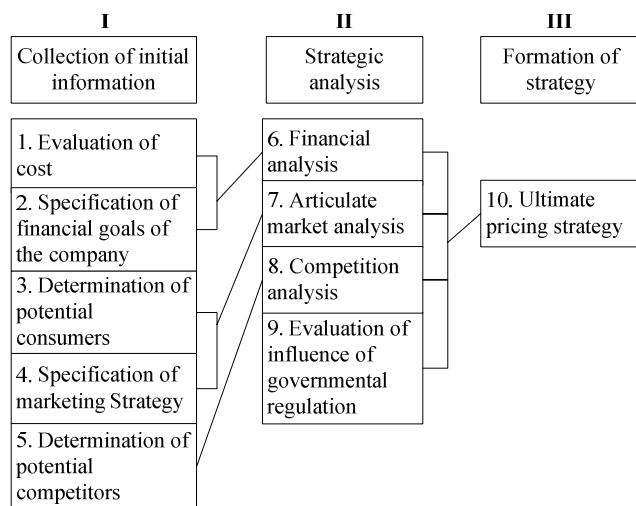 I
Collection of initial
information
1. Evaluation of
cost
2. Specification of
financial goals of
the company
3. Determination of
potential
consumers
4. Specification of
marketing Strategy
5. Determination of
potential
competitors
II
Strategic
analysis
6. Financial
analysis
7. Articulate
market analysis
8. Competition
analysis
9. Evaluation of
influence of
governmental
regulation
III
Formation of
strategy
10. Ultimate
pricing strategy